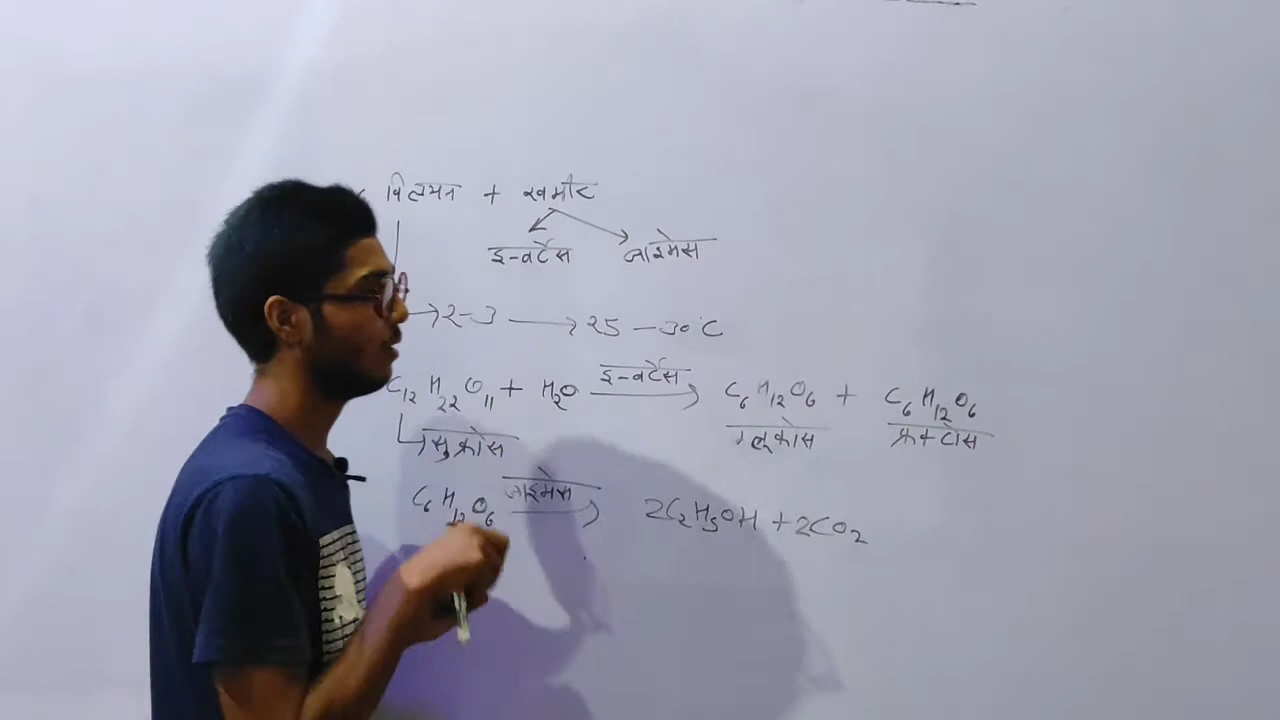 विलयन + खमीर
इ-वर्टेस जाइमेस
→ 2-3 → 25 - 30°C
C₁₂H₂₂O₁₁ + H₂O इ-वर्टेस → C₆H₁₂O₆ + C₆H₁₂O₆
→ सुक्रोस ग्लूकोस फ्रक्टोस
C₆H₁₂O₆ जाइमेस → 2C₂H₅OH + 2CO₂